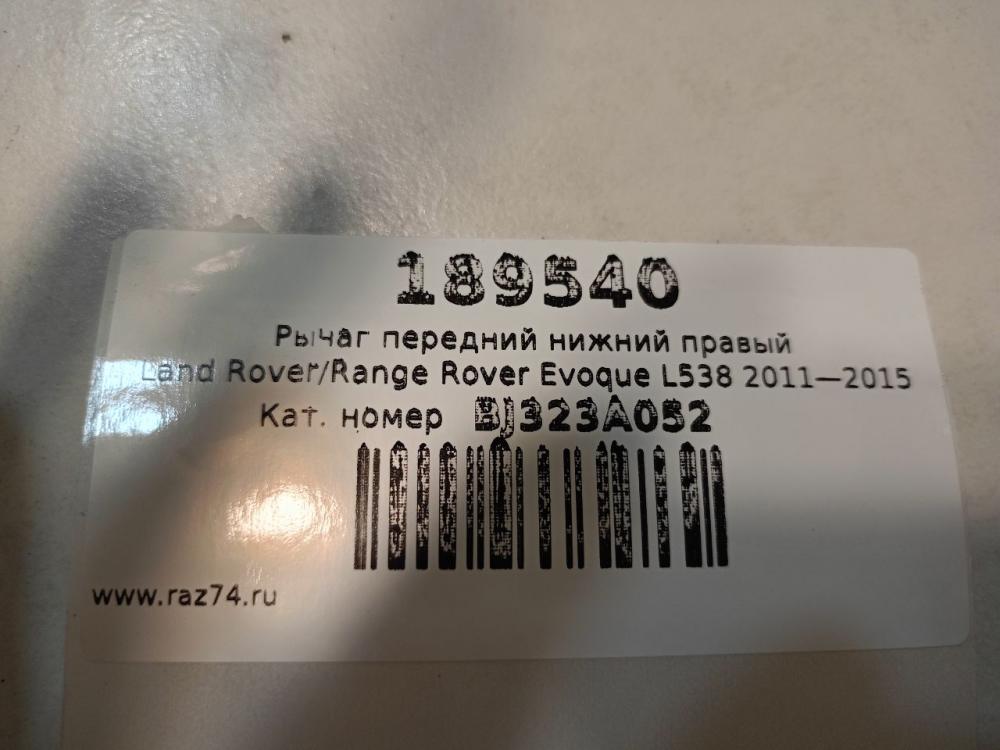 189540
Рычаг передний нижний правый
Land Rover/Range Rover Evoque L538 2011—2015
Кат. номер BJ323A052
www.raz74.ru